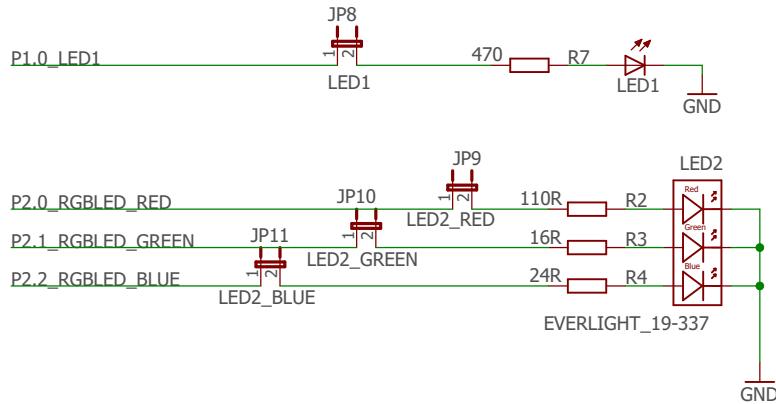 JP8
1 2
P1.0_LED1
LED1
470
R7
LED1
GND
JP9
1 2
LED2
P2.0_RGBLED_RED
LED2_RED
110R
R2
Red
JP10
1 2
P2.1_RGBLED_GREEN
LED2_GREEN
16R
R3
Green
JP11
1 2
P2.2_RGBLED_BLUE
LED2_BLUE
24R
R4
Blue
EVERLIGHT_19-337
GND